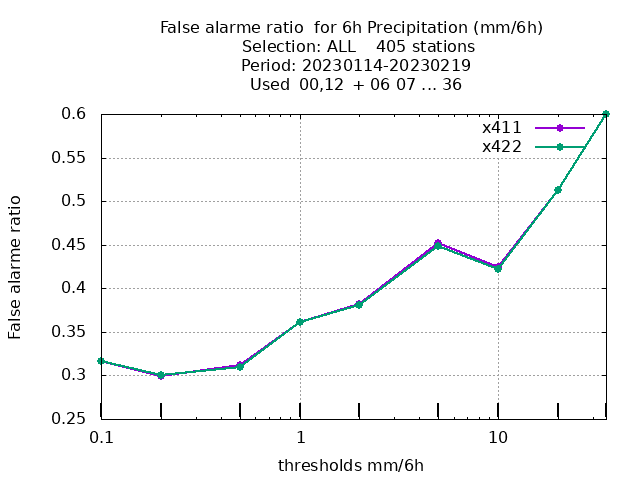 False alarme ratio  for 6h Precipitation (mm/6h)
Selection: ALL    405 stations
Period: 20230114-20230219
Used  00,12  + 06 07 ... 36
x411
x422
False alarme ratio
0.6
0.55
0.5
0.45
0.4
0.35
0.3
0.25
0.1
1
10
thresholds mm/6h